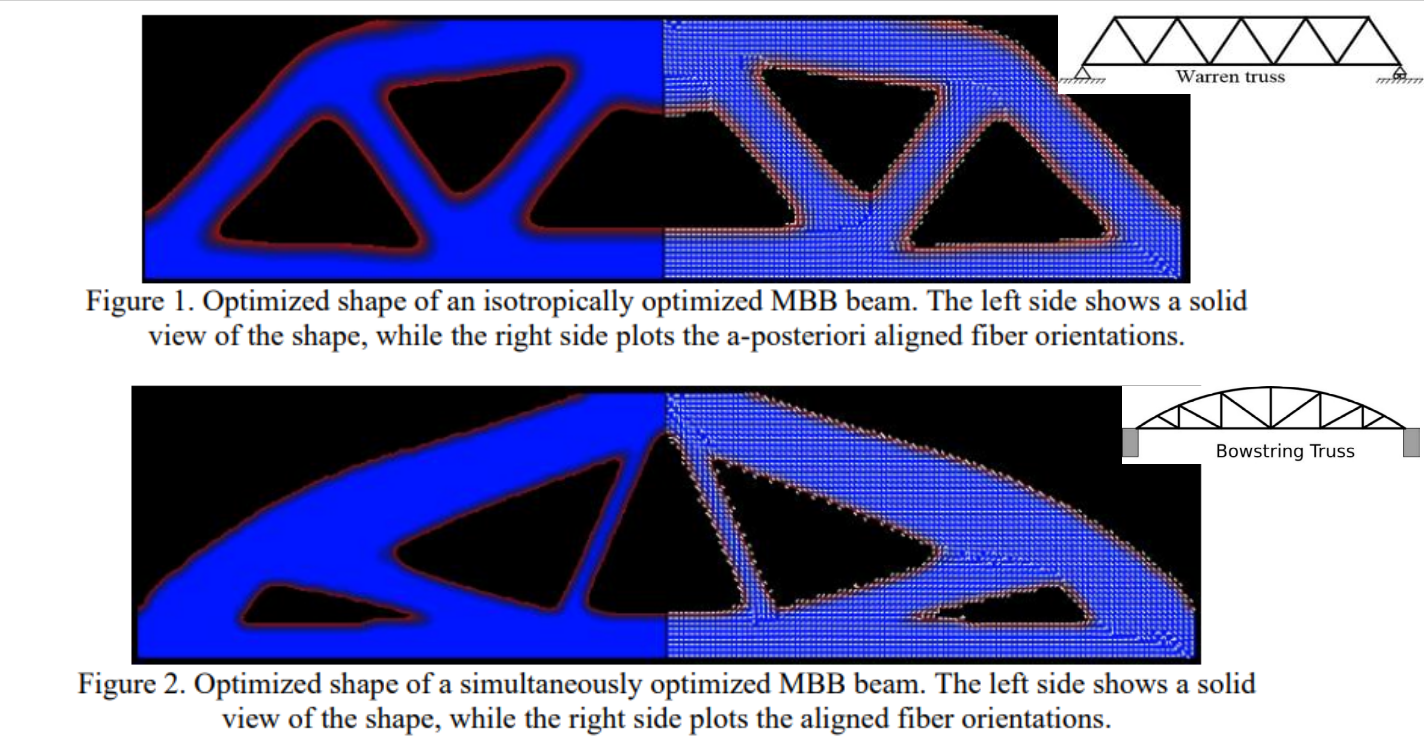 Warren truss
Figure 1. Optimized shape of an isotropically optimized MBB beam. The left side shows a solid
view of the shape, while the right side plots the a-posteriori aligned fiber orientations.
Bowstring Truss
Figure 2. Optimized shape of a simultaneously optimized MBB beam. The left side shows a solid
view of the shape, while the right side plots the aligned fiber orientations.